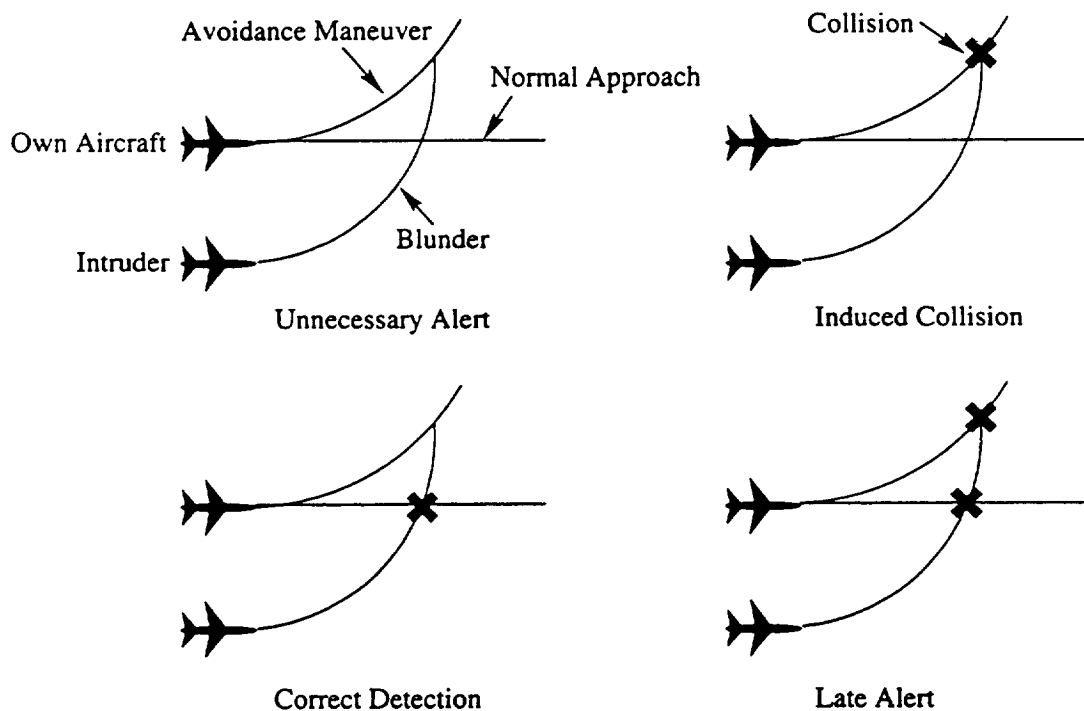 Avoidance Maneuver
Normal Approach
Own Aircraft
Blunder
Intruder
Unnecessary Alert
Collision
Induced Collision
Correct Detection
Late Alert